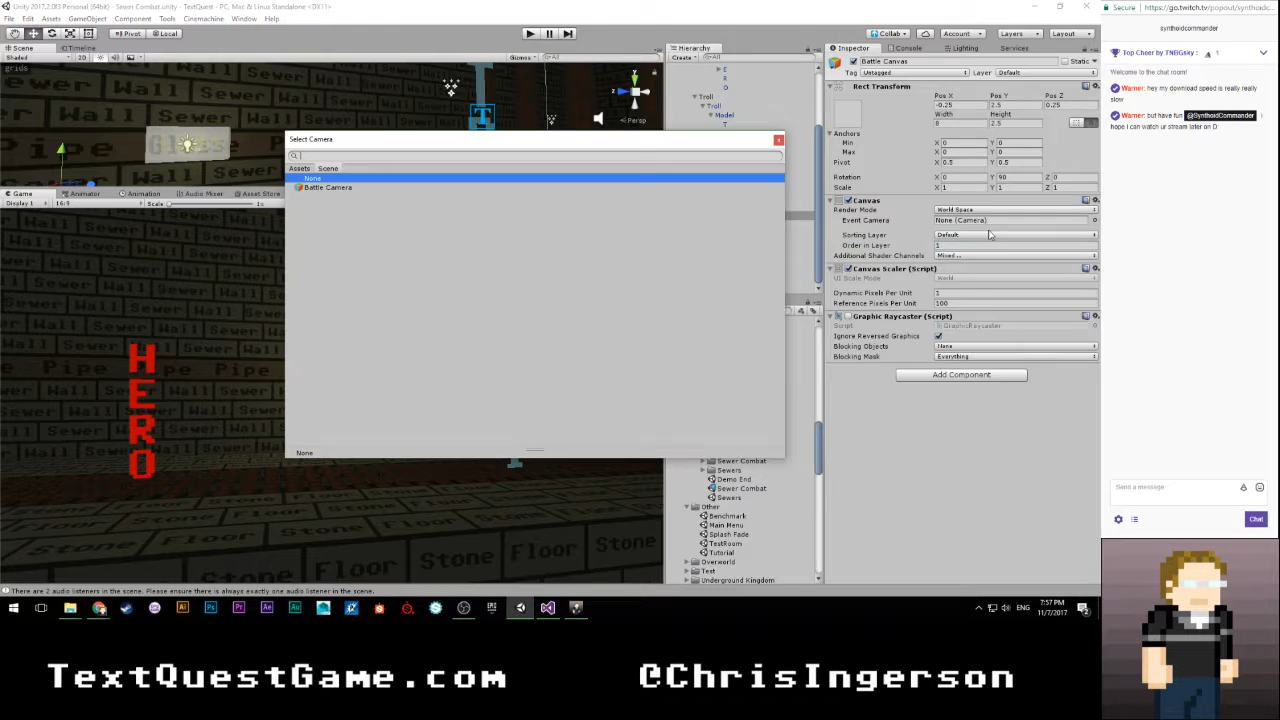 Unity 2017.2.0f3 Personal (64bit) - Sewer Combat.unity - TextQuest - PC, Mac & Linux Standalone <DX11>
File Edit Assets GameObject Component Tools Cinemachine Window Help
Pivot Local
Collab Account Layers Layout
Scene Timeline
Shaded 2D Gizmos All
Persp
Game Animator Animation Audio Mixer Asset Store
Display 1 16:9 Scale 1x
HERO
Sewer Wall
Stone Floor
Hierarchy
Create All
E
R
O
Troll
Troll
Model
T
Select Camera
Assets Scene
None
Battle Camera
None
Sewer Combat
Sewers
Demo End
Sewer Combat
Sewers
Other
Benchmark
Main Menu
Splash Fade
TestRoom
Tutorial
Overworld
Test
Underground Kingdom
Inspector Console Lighting Services
Battle Canvas Static
Tag Untagged Layer Default
Rect Transform
Pos X Pos Y Pos Z
-0.25 2.5 0.25
Width Height
8 2.5
Anchors
Min X 0 Y 0
Max X 0 Y 0
Pivot X 0.5 Y 0.5
Rotation X 0 Y 90 Z 0
Scale X 1 Y 1 Z 1
Canvas
Render Mode World Space
Event Camera None (Camera)
Sorting Layer Default
Order in Layer 1
Additional Shader Channels Mixed ...
Canvas Scaler (Script)
UI Scale Mode World
Dynamic Pixels Per Unit 1
Reference Pixels Per Unit 100
Graphic Raycaster (Script)
Script GraphicRaycaster
Ignore Reversed Graphics
Blocking Objects None
Blocking Mask Everything
Add Component
There are 2 audio listeners in the scene. Please ensure there is always exactly one audio listener in the scene.
ENG
7:57 PM
11/7/2017
Secure https://go.twitch.tv/popout/synthoidc
synthoidcommander
Top Cheer by TNEIGsky : 1
Welcome to the chat room!
Warner: hey my download speed is really really
slow
Warner: but have fun @SynthoidCommander
i hope i can watch ur stream later on D:
Send a message
Chat
TextQuestGame.com @ChrisIngerson